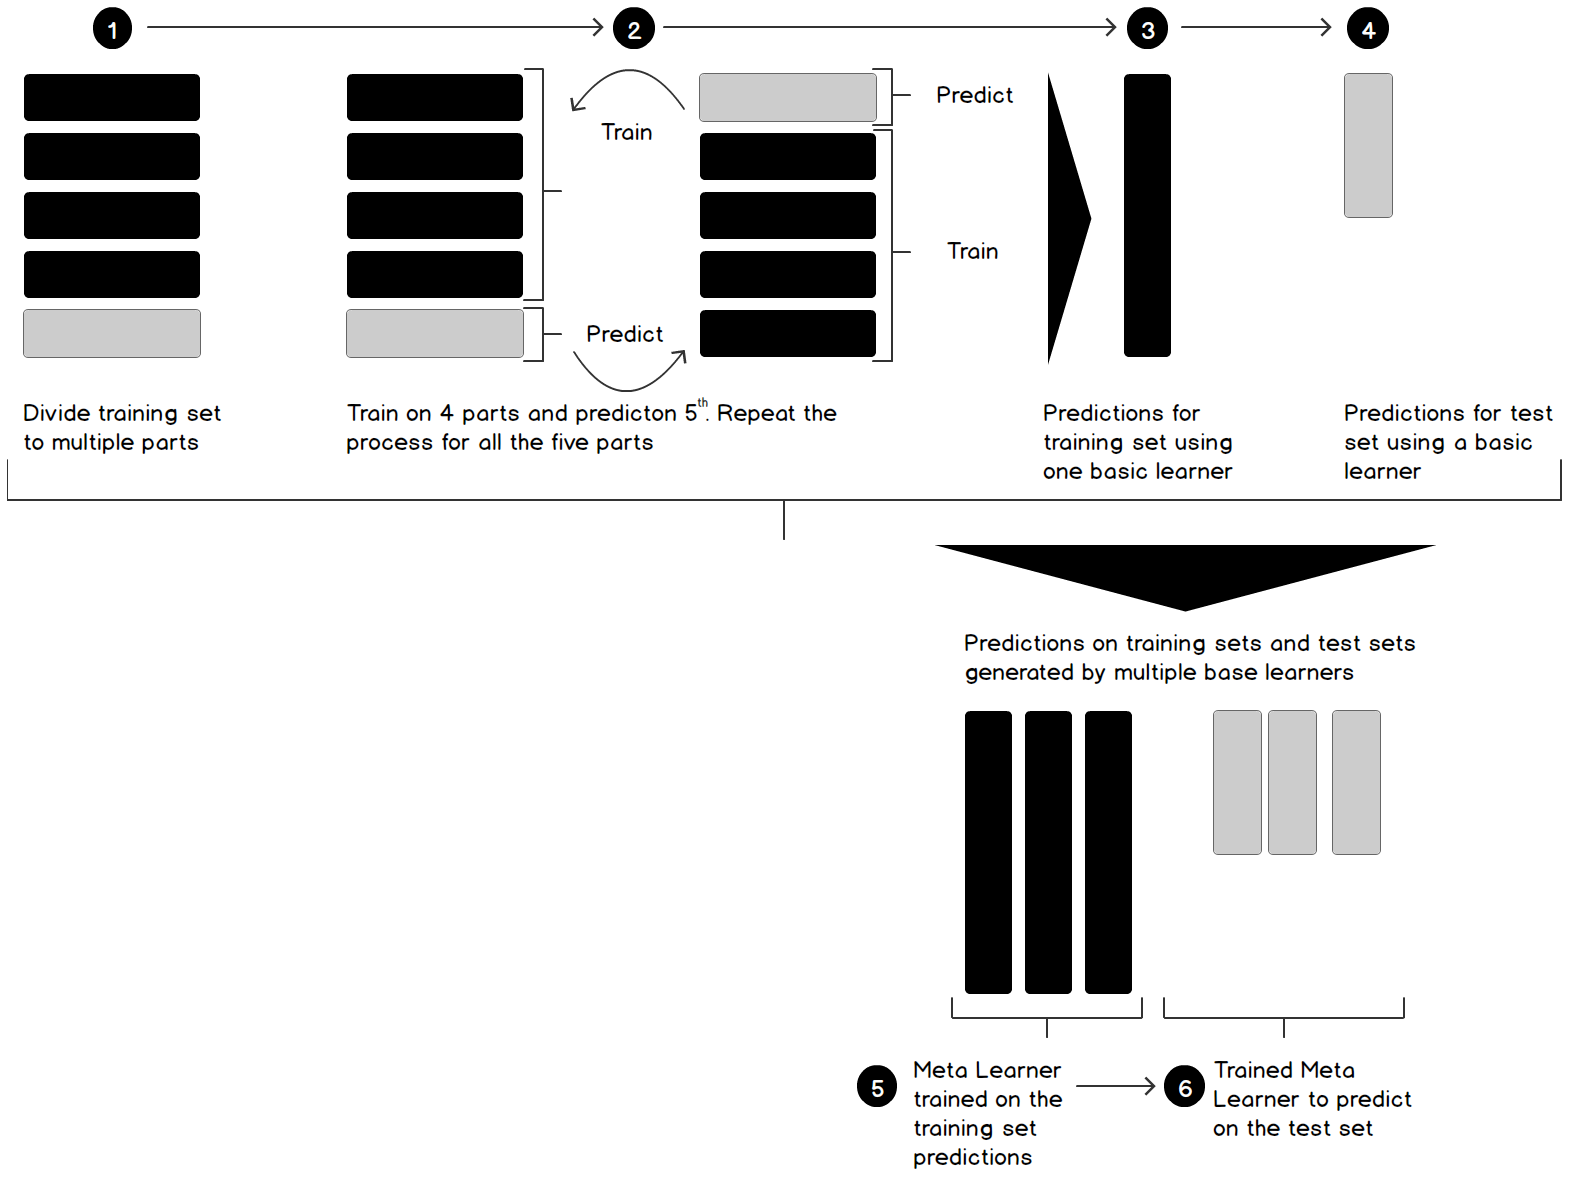 1
2
3
4
Predict
Train
Train
Predict
Divide training set
to multiple parts
Train on 4 parts and predicton 5th. Repeat the
process for all the five parts
Predictions for
training set using
one basic learner
Predictions for test
set using a basic
learner
Predictions on training sets and test sets
generated by multiple base learners
5
Meta Learner
trained on the
training set
predictions
6
Trained Meta
Learner to predict
on the test set